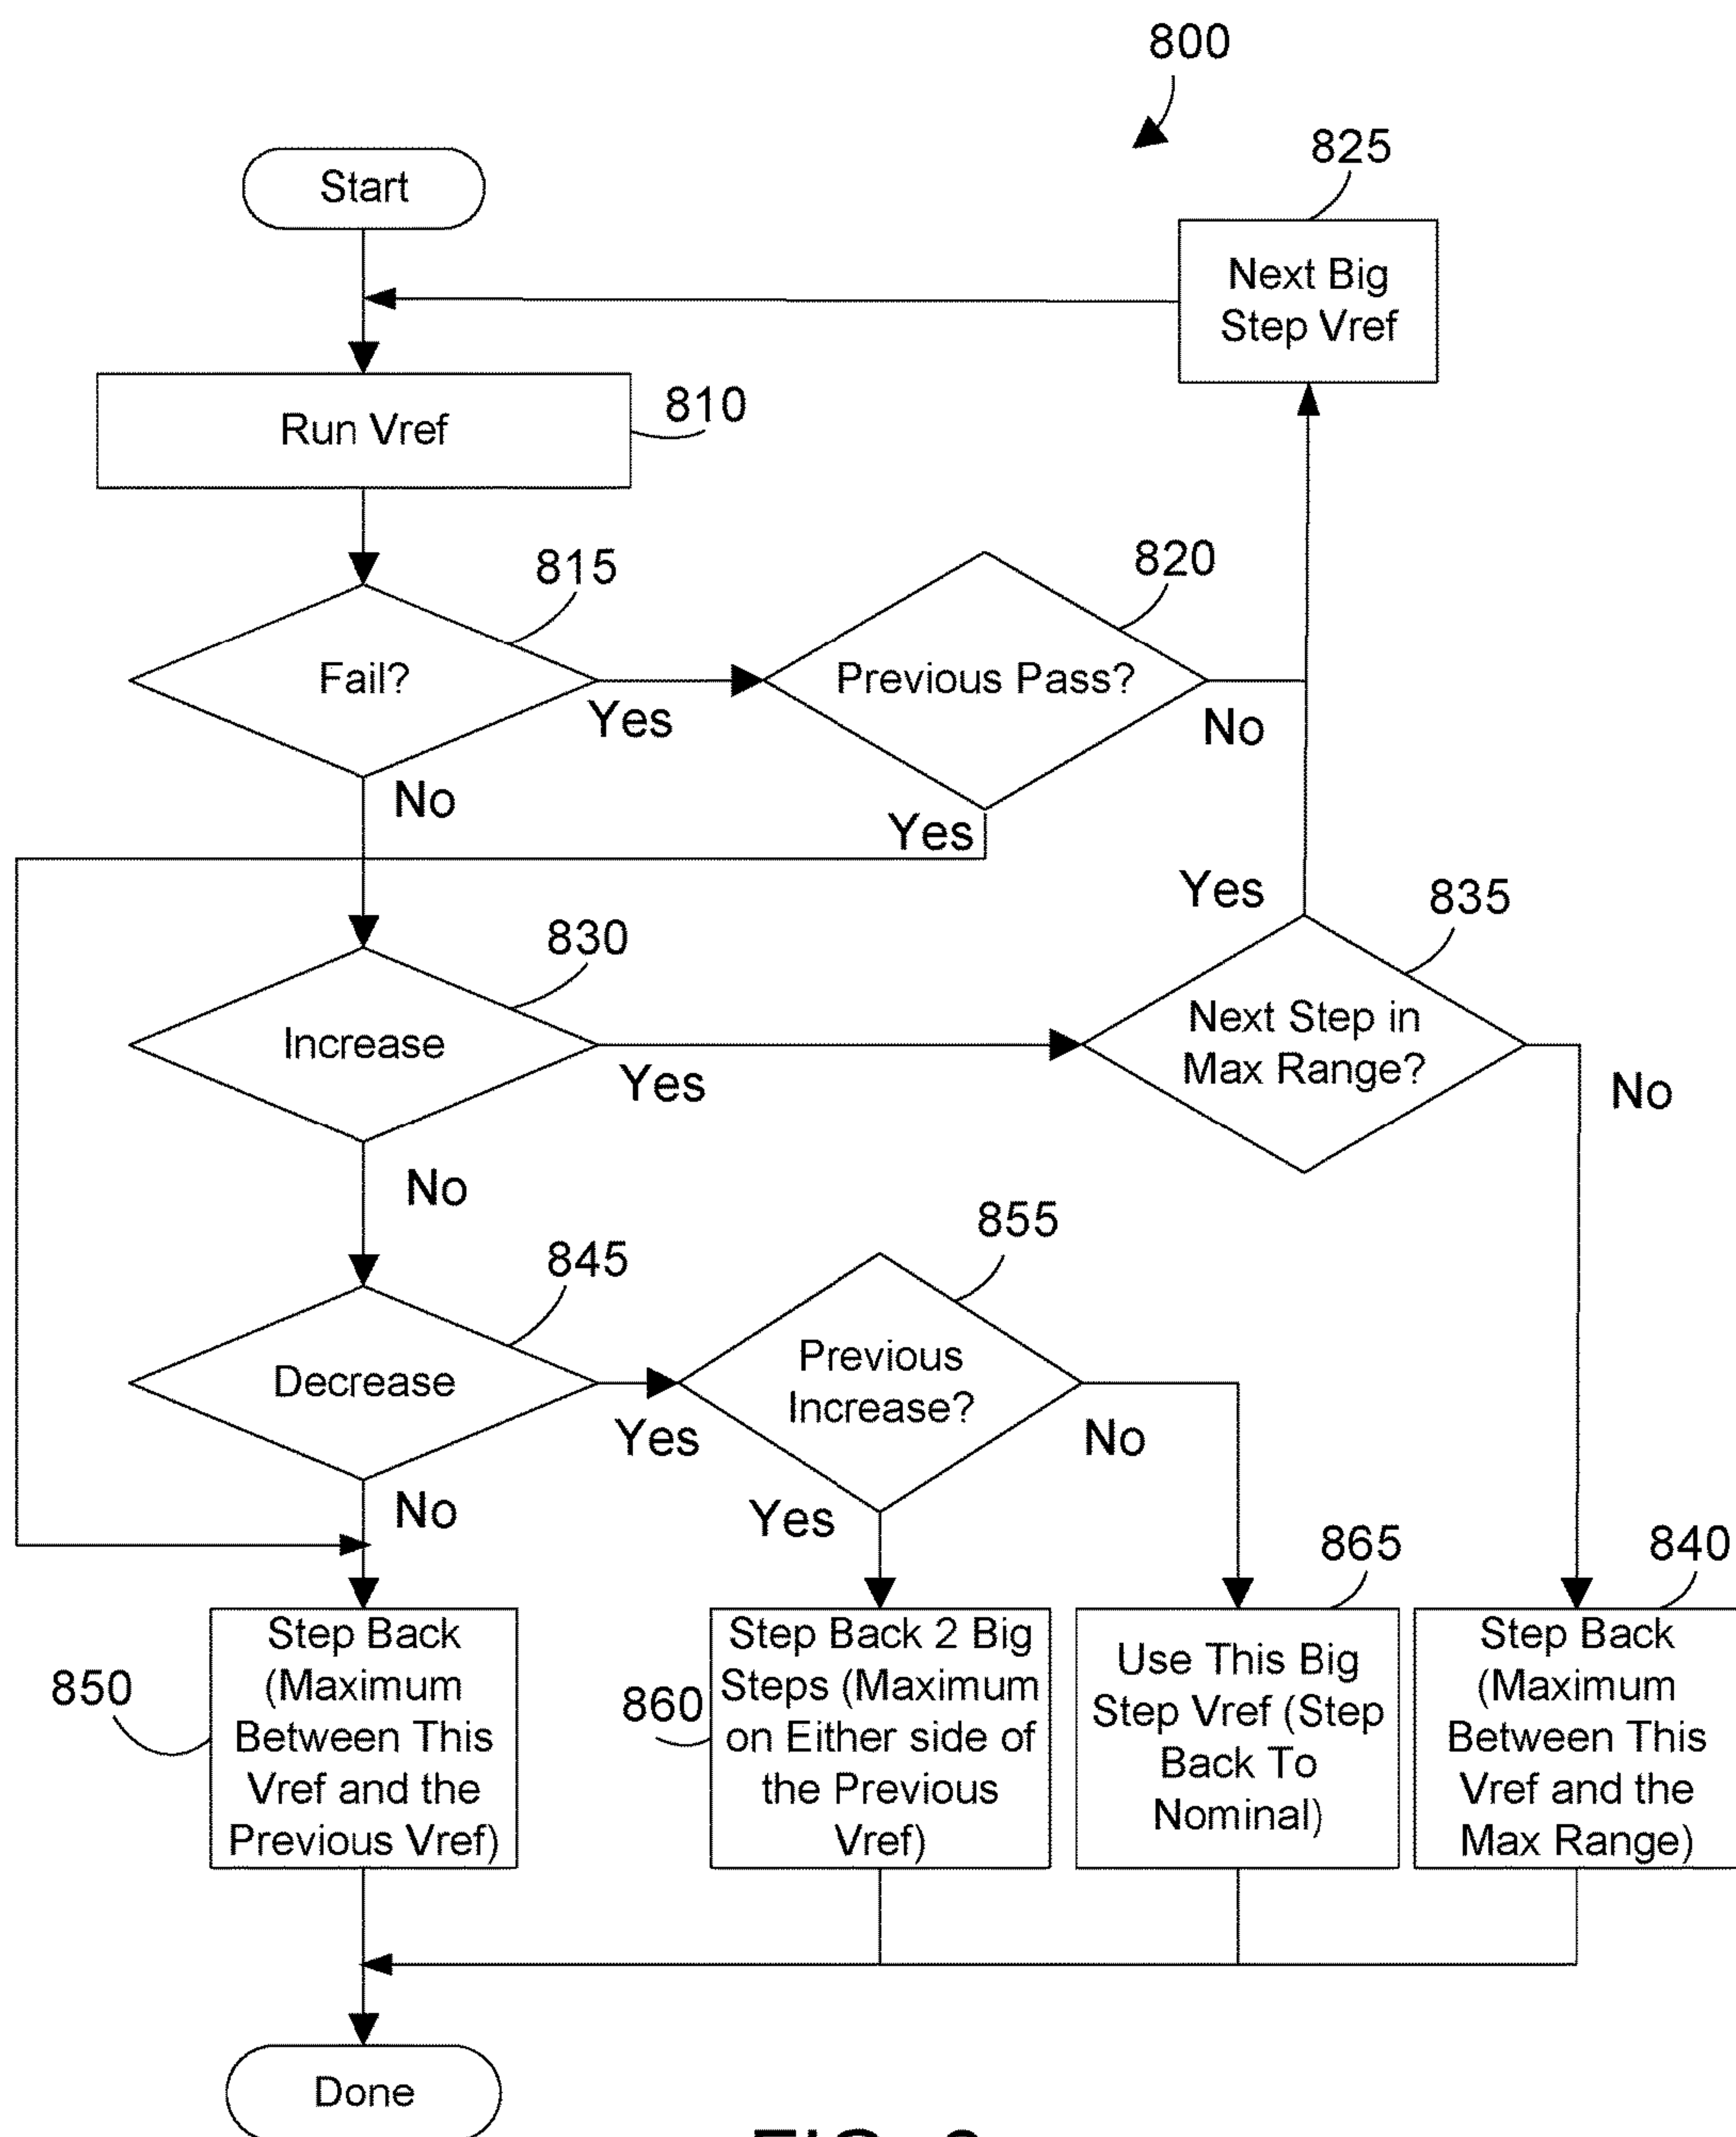 800
825
Start
Next Big
Step Vref
810
Run Vref
815
820
Fail?
Previous Pass?
Yes
No
No
Yes
Yes
835
830
Increase
Next Step in
Max Range?
Yes
No
No
855
845
Decrease
Previous
Increase?
Yes
No
No
Yes
865
840
850
Step Back
(Maximum
Between This
Vref and the
Previous Vref)
860
Step Back 2 Big
Steps (Maximum
on Either side of
the Previous
Vref)
Use This Big
Step Vref (Step
Back To
Nominal)
Step Back
(Maximum
Between This
Vref and the
Max Range)
Done